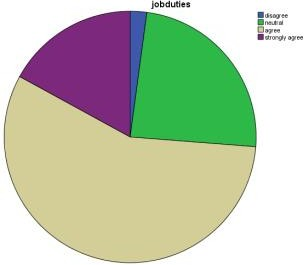 jobduties
disagree
neutral
agree
strongly agree